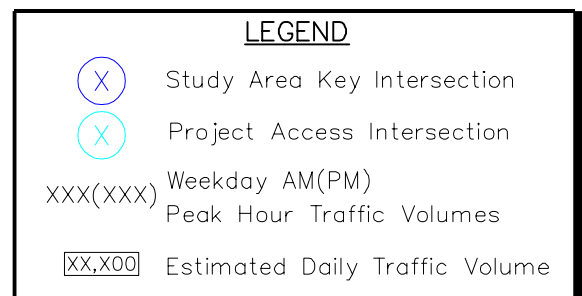 LEGEND
X Study Area Key Intersection
X Project Access Intersection
XXX(XXX) Weekday AM(PM)
Peak Hour Traffic Volumes
XX,X00 Estimated Daily Traffic Volume